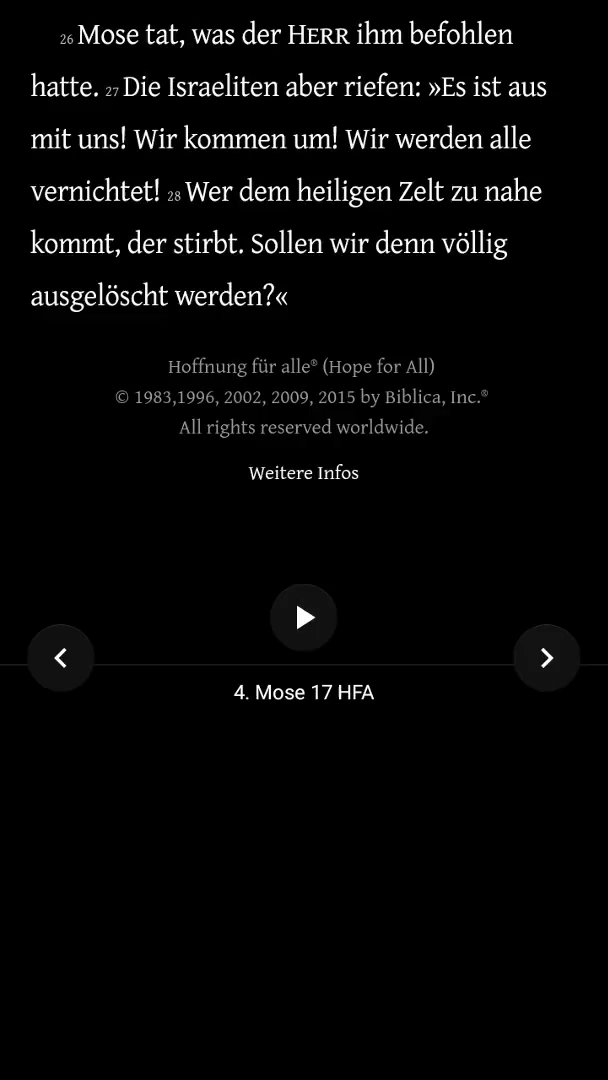 26 Mose tat, was der HERR ihm befohlen
hatte. 27 Die Israeliten aber riefen: »Es ist aus
mit uns! Wir kommen um! Wir werden alle
vernichtet! 28 Wer dem heiligen Zelt zu nahe
kommt, der stirbt. Sollen wir denn völlig
ausgelöscht werden?«
Hoffnung für alle® (Hope for All)
© 1983,1996, 2002, 2009, 2015 by Biblica, Inc.®
All rights reserved worldwide.
Weitere Infos
4. Mose 17 HFA